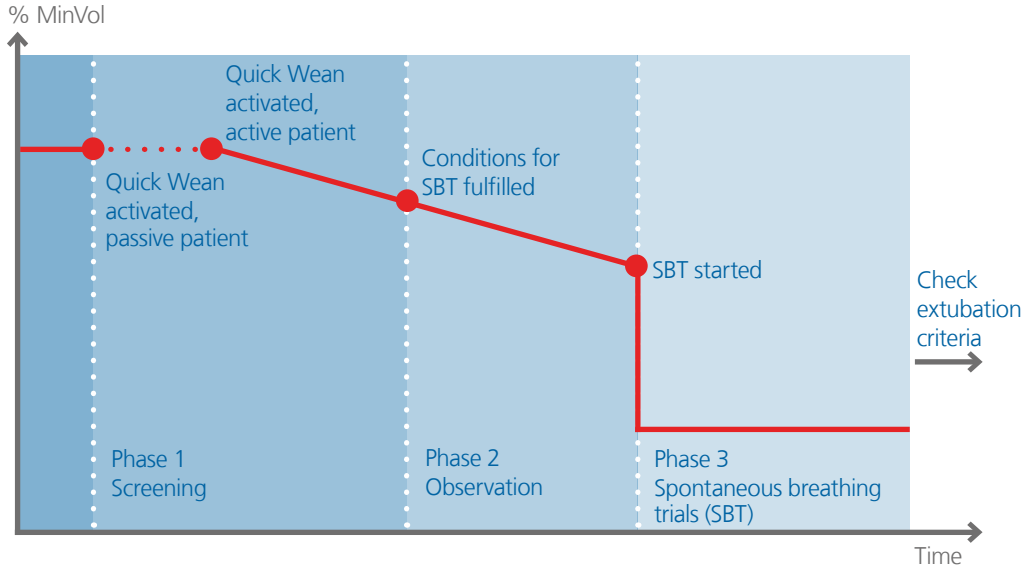 % MinVol
Quick Wean
activated,
active patient
Quick Wean
activated,
passive patient
Conditions for
SBT fulfilled
SBT started
Check
extubation
criteria
Phase 1
Screening
Phase 2
Observation
Phase 3
Spontaneous breathing
trials (SBT)
Time